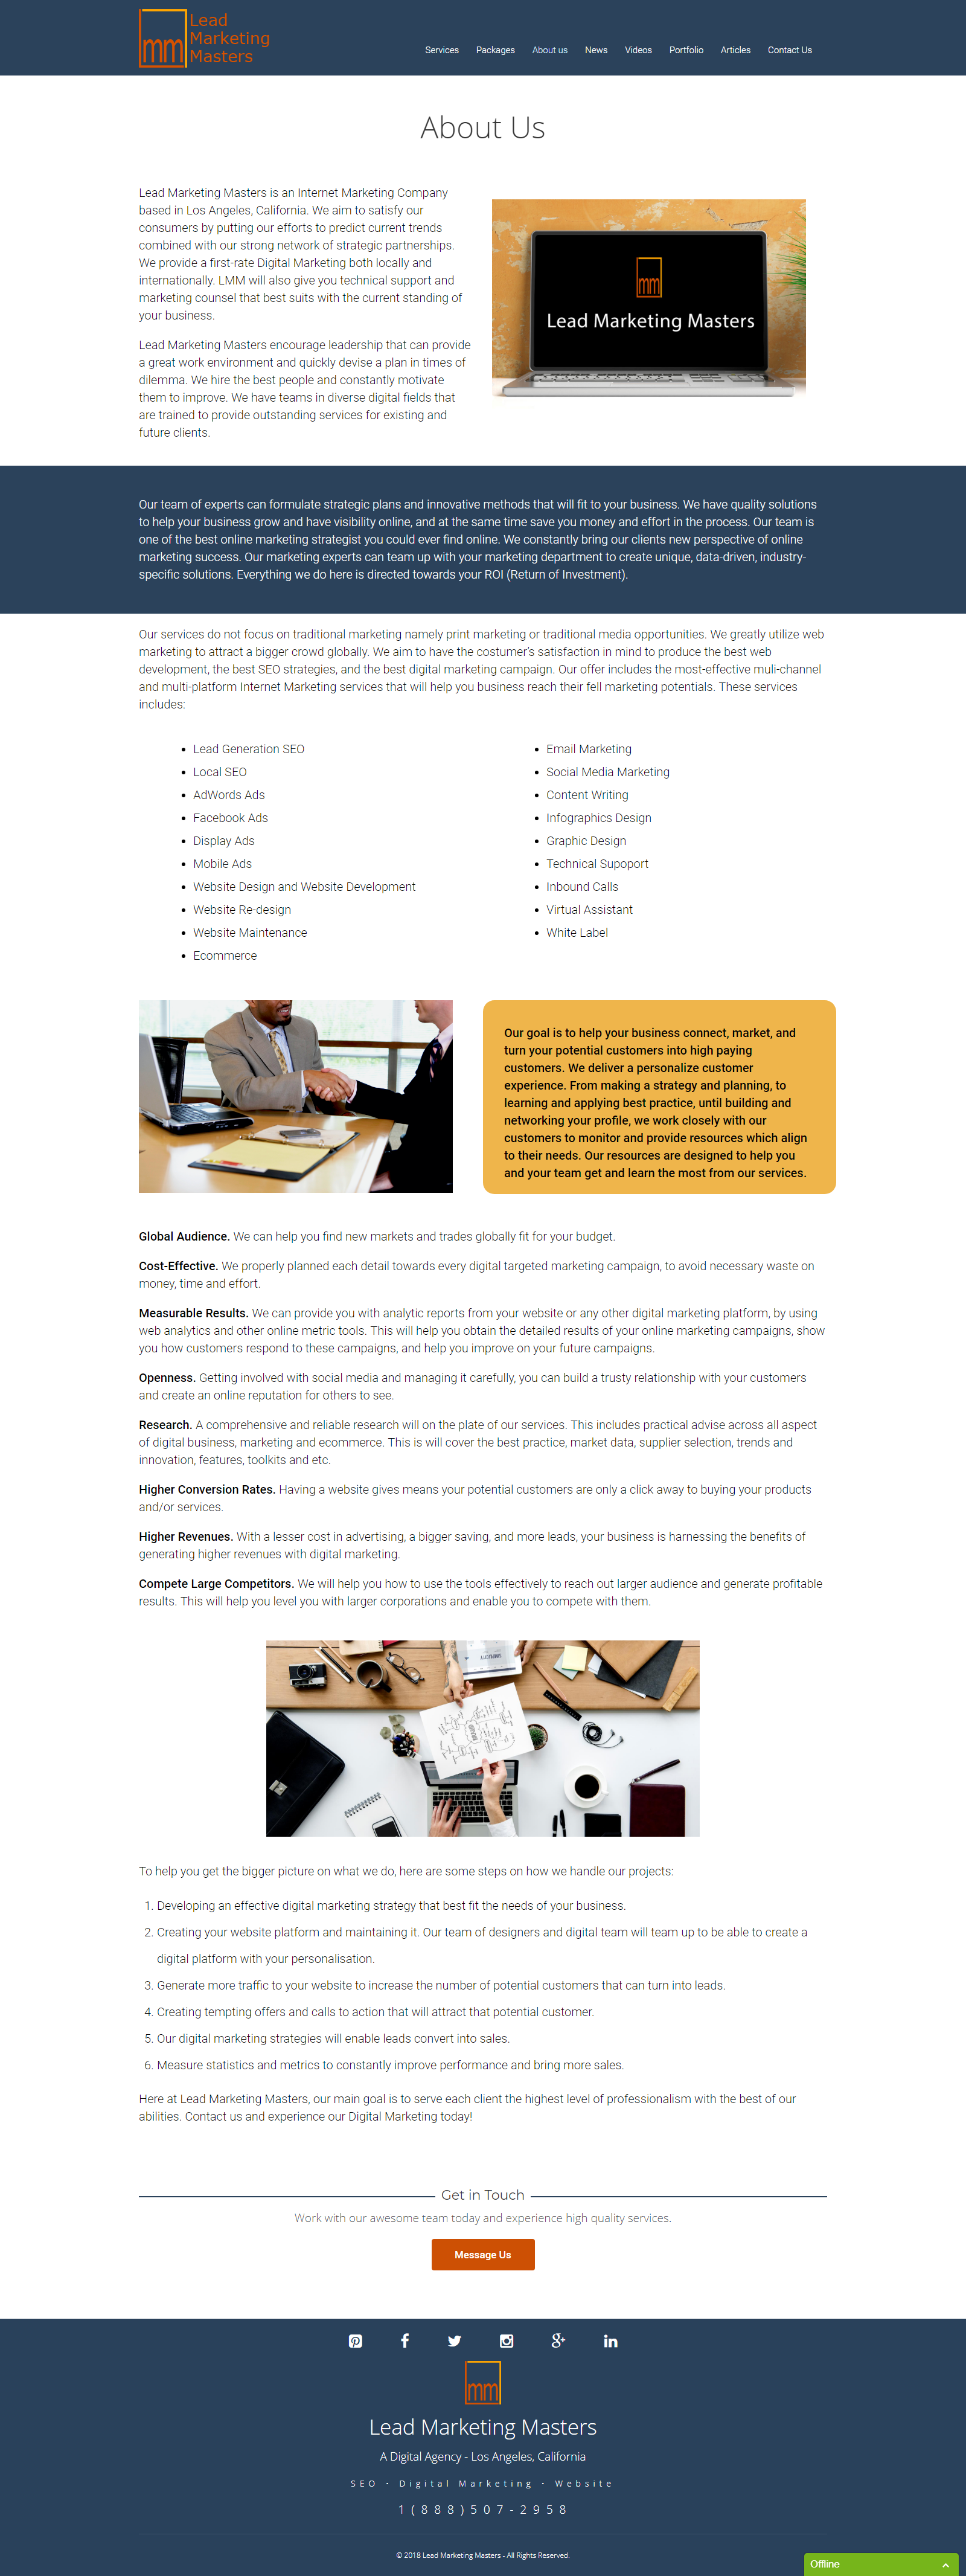 Lead
Marketing
Masters
Services Packages About us News Videos Portfolio Articles Contact Us
About Us
Lead Marketing Masters is an Internet Marketing Company
based in Los Angeles, California. We aim to satisfy our
consumers by putting our efforts to predict current trends
combined with our strong network of strategic partnerships.
We provide a first-rate Digital Marketing both locally and
internationally. LMM will also give you technical support and
marketing counsel that best suits with the current standing of
your business.
Lead Marketing Masters encourage leadership that can provide
a great work environment and quickly devise a plan in times of
dilemma. We hire the best people and constantly motivate
them to improve. We have teams in diverse digital fields that
are trained to provide outstanding services for existing and
future clients.
mm
Lead Marketing Masters
Our team of experts can formulate strategic plans and innovative methods that will fit to your business. We have quality solutions
to help your business grow and have visibility online, and at the same time save you money and effort in the process. Our team is
one of the best online marketing strategist you could ever find online. We constantly bring our clients new perspective of online
marketing success. Our marketing experts can team up with your marketing department to create unique, data-driven, industry-
specific solutions. Everything we do here is directed towards your ROI (Return of Investment).
Our services do not focus on traditional marketing namely print marketing or traditional media opportunities. We greatly utilize web
marketing to attract a bigger crowd globally. We aim to have the costumer's satisfaction in mind to produce the best web
development, the best SEO strategies, and the best digital marketing campaign. Our offer includes the most-effective muli-channel
and multi-platform Internet Marketing services that will help you business reach their fell marketing potentials. These services
includes:
• Lead Generation SEO
• Local SEO
• AdWords Ads
• Facebook Ads
• Display Ads
• Mobile Ads
• Website Design and Website Development
• Website Re-design
• Website Maintenance
• Ecommerce
• Email Marketing
• Social Media Marketing
• Content Writing
• Infographics Design
• Graphic Design
• Technical Supoport
• Inbound Calls
• Virtual Assistant
• White Label
Our goal is to help your business connect, market, and
turn your potential customers into high paying
customers. We deliver a personalize customer
experience. From making a strategy and planning, to
learning and applying best practice, until building and
networking your profile, we work closely with our
customers to monitor and provide resources which align
to their needs. Our resources are designed to help you
and your team get and learn the most from our services.
Global Audience. We can help you find new markets and trades globally fit for your budget.
Cost-Effective. We properly planned each detail towards every digital targeted marketing campaign, to avoid necessary waste on
money, time and effort.
Measurable Results. We can provide you with analytic reports from your website or any other digital marketing platform, by using
web analytics and other online metric tools. This will help you obtain the detailed results of your online marketing campaigns, show
you how customers respond to these campaigns, and help you improve on your future campaigns.
Openness. Getting involved with social media and managing it carefully, you can build a trusty relationship with your customers
and create an online reputation for others to see.
Research. A comprehensive and reliable research will on the plate of our services. This includes practical advise across all aspect
of digital business, marketing and ecommerce. This is will cover the best practice, market data, supplier selection, trends and
innovation, features, toolkits and etc.
Higher Conversion Rates. Having a website gives means your potential customers are only a click away to buying your products
and/or services.
Higher Revenues. With a lesser cost in advertising, a bigger saving, and more leads, your business is harnessing the benefits of
generating higher revenues with digital marketing.
Compete Large Competitors. We will help you how to use the tools effectively to reach out larger audience and generate profitable
results. This will help you level you with larger corporations and enable you to compete with them.
To help you get the bigger picture on what we do, here are some steps on how we handle our projects:
1. Developing an effective digital marketing strategy that best fit the needs of your business.
2. Creating your website platform and maintaining it. Our team of designers and digital team will team up to be able to create a
digital platform with your personalisation.
3. Generate more traffic to your website to increase the number of potential customers that can turn into leads.
4. Creating tempting offers and calls to action that will attract that potential customer.
5. Our digital marketing strategies will enable leads convert into sales.
6. Measure statistics and metrics to constantly improve performance and bring more sales.
Here at Lead Marketing Masters, our main goal is to serve each client the highest level of professionalism with the best of our
abilities. Contact us and experience our Digital Marketing today!
Get in Touch
Work with our awesome team today and experience high quality services.
Message Us
mm
Lead Marketing Masters
A Digital Agency - Los Angeles, California
SEO · Digital Marketing · Website
1(888)507-2958
© 2018 Lead Marketing Masters - All Rights Reserved.
Offline